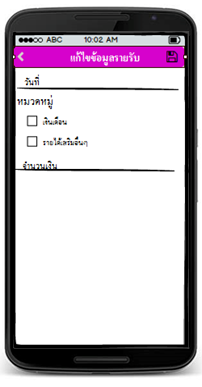 ABC 10:02 AM
แก้ไขข้อมูลรายรับ
วันที่
หมวดหมู่
เงินเดือน
รายได้เสริมอื่นๆ
จำนวนเงิน